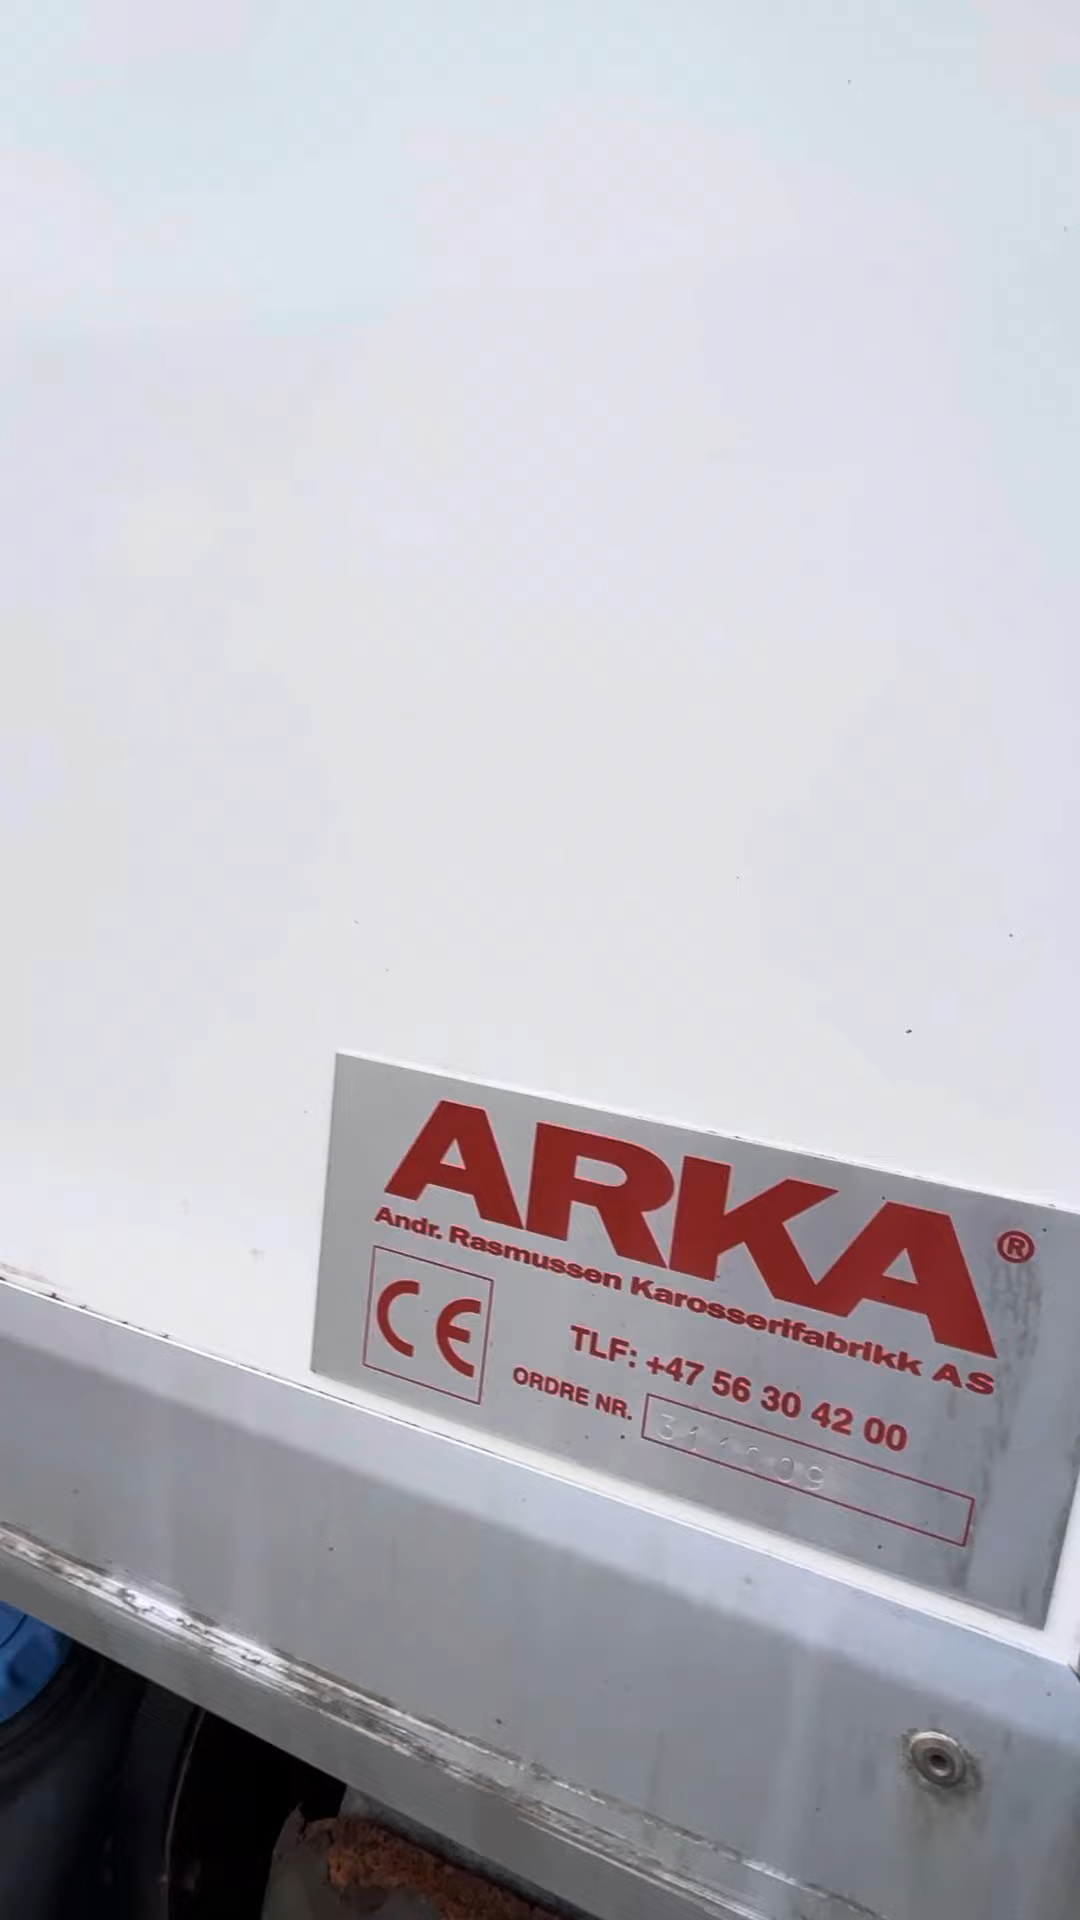 ARKA®
Andr. Rasmussen Karosserifabrikk AS
CE
TLF: +47 56 30 42 00
ORDRE NR.